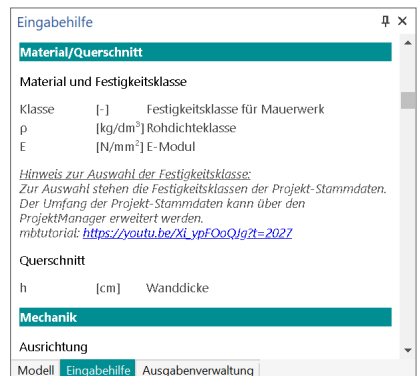 Eingabehilfe
Material/Querschnitt
Material und Festigkeitsklasse
Klasse [-] Festigkeitsklasse für Mauerwerk
ρ [kg/dm³] Rohdichteklasse
E [N/mm²] E-Modul
Hinweis zur Auswahl der Festigkeitsklasse:
Zur Auswahl stehen die Festigkeitsklassen der Projekt-Stammdaten.
Der Umfang der Projekt-Stammdaten kann über den
ProjektManager erweitert werden.
mbtutorial: https://youtu.be/Xi_ypFOoQJg?t=2027
Querschnitt
h [cm] Wanddicke
Mechanik
Ausrichtung
Modell Eingabehilfe Ausgabenverwaltung